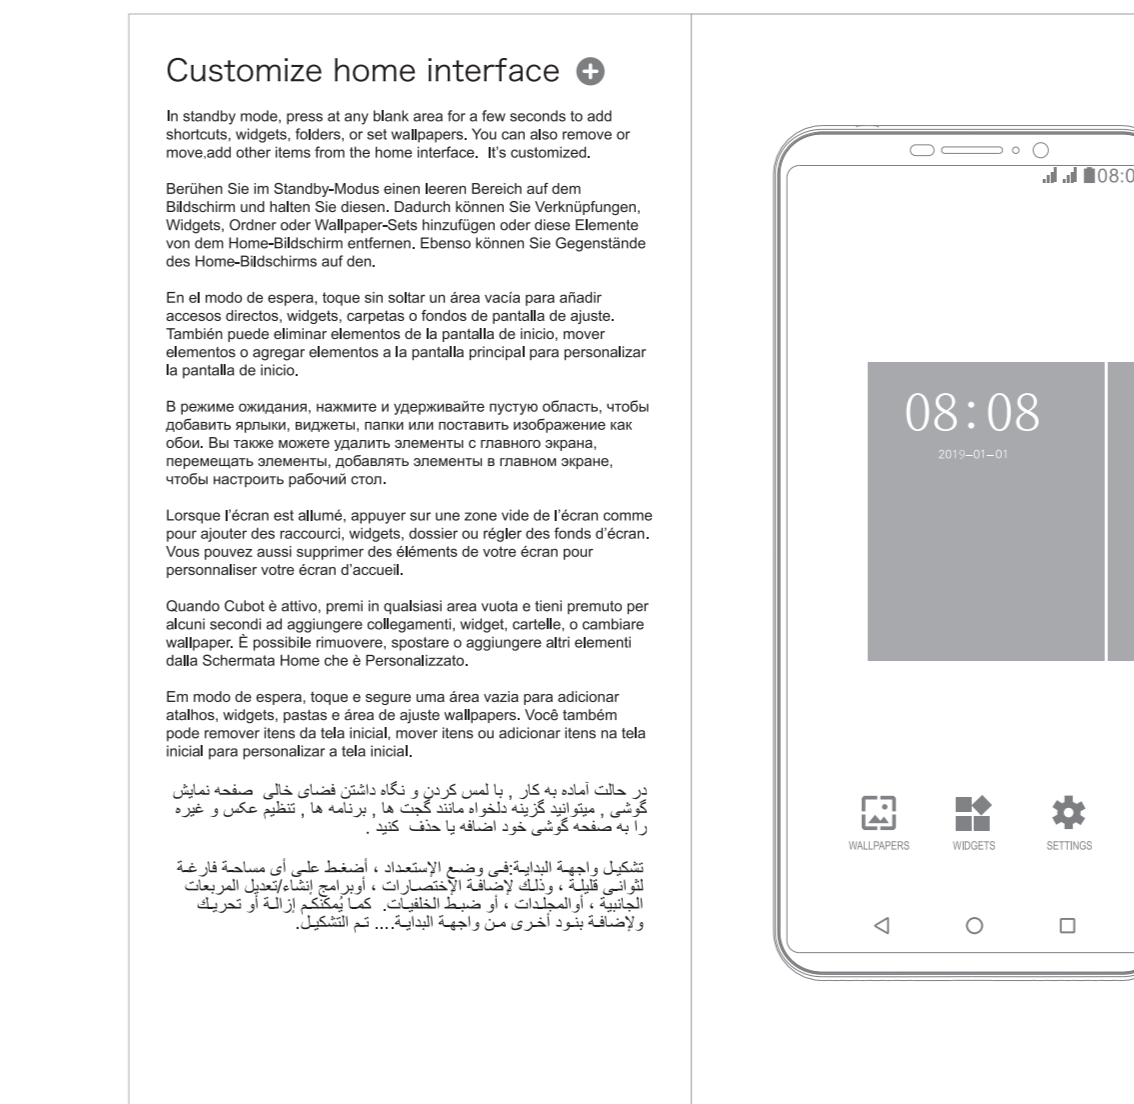 Customize home interface
In standby mode, press at any blank area for a few seconds to add
shortcuts, widgets, folders, or set wallpapers. You can also remove or
move,add other items from the home interface.  It's customized.
Berühen Sie im Standby-Modus einen leeren Bereich auf dem
Bildschirm und halten Sie diesen. Dadurch können Sie Verknüpfungen,
Widgets, Ordner oder Wallpaper-Sets hinzufügen oder diese Elemente
von dem Home-Bildschirm entfernen. Ebenso können Sie Gegenstände
des Home-Bildschirms auf den.
En el modo de espera, toque sin soltar un área vacía para añadir
accesos directos, widgets, carpetas o fondos de pantalla de ajuste.
También puede eliminar elementos de la pantalla de inicio, mover
elementos o agregar elementos a la pantalla principal para personalizar
la pantalla de inicio.
В режиме ожидания, нажмите и удерживайте пустую область, чтобы
добавить ярлыки, виджеты, папки или поставить изображение как
обои. Вы также можете удалить элементы с главного экрана,
перемещать элементы, добавлять элементы в главном экране,
чтобы настроить рабочий стол.
Lorsque l'écran est allumé, appuyer sur une zone vide de l'écran comme
pour ajouter des raccourci, widgets, dossier ou régler des fonds d'écran.
Vous pouvez aussi supprimer des éléments de votre écran pour
personnaliser votre écran d'accueil.
Quando Cubot è attivo, premi in qualsiasi area vuota e tieni premuto per
alcuni secondi ad aggiungere collegamenti, widget, cartelle, o cambiare
wallpaper. È possibile rimuovere, spostare o aggiungere altri elementi
dalla Schermata Home che è Personalizzato.
Em modo de espera, toque e segure uma área vazia para adicionar
atalhos, widgets, pastas e área de ajuste wallpapers. Você também
pode remover itens da tela inicial, mover itens ou adicionar itens na tela
inicial para personalizar a tela inicial.
در حالت آماده به کار , با لمس کردن و نگاه داشتن فضای خالی صفحه نمایش
گوشی , میتوانید گزینه دلخواه مانند گجت ها , برنامه ها , تنظیم عکس و غیره
را به صفحه گوشی خود اضافه یا حذف کنید .
تشكيل واجهة البداية:فى وضع الإستعداد ، أضغط على أى مساحة فارغة
لثوانى قليلة ، وذلك لإضافة الإختصارات ، أوبرامج إنشاء/تعديل المربعات
الجانبية ، أوالمجلدات ، أو ضبط الخلفيات. كما يُمكنكم إزالة أو تحريك
ولإضافة بنود أخرى من واجهة البداية.... تم التشكيل.
08:0
08:08
2019-01-01
WALLPAPERS
WIDGETS
SETTINGS